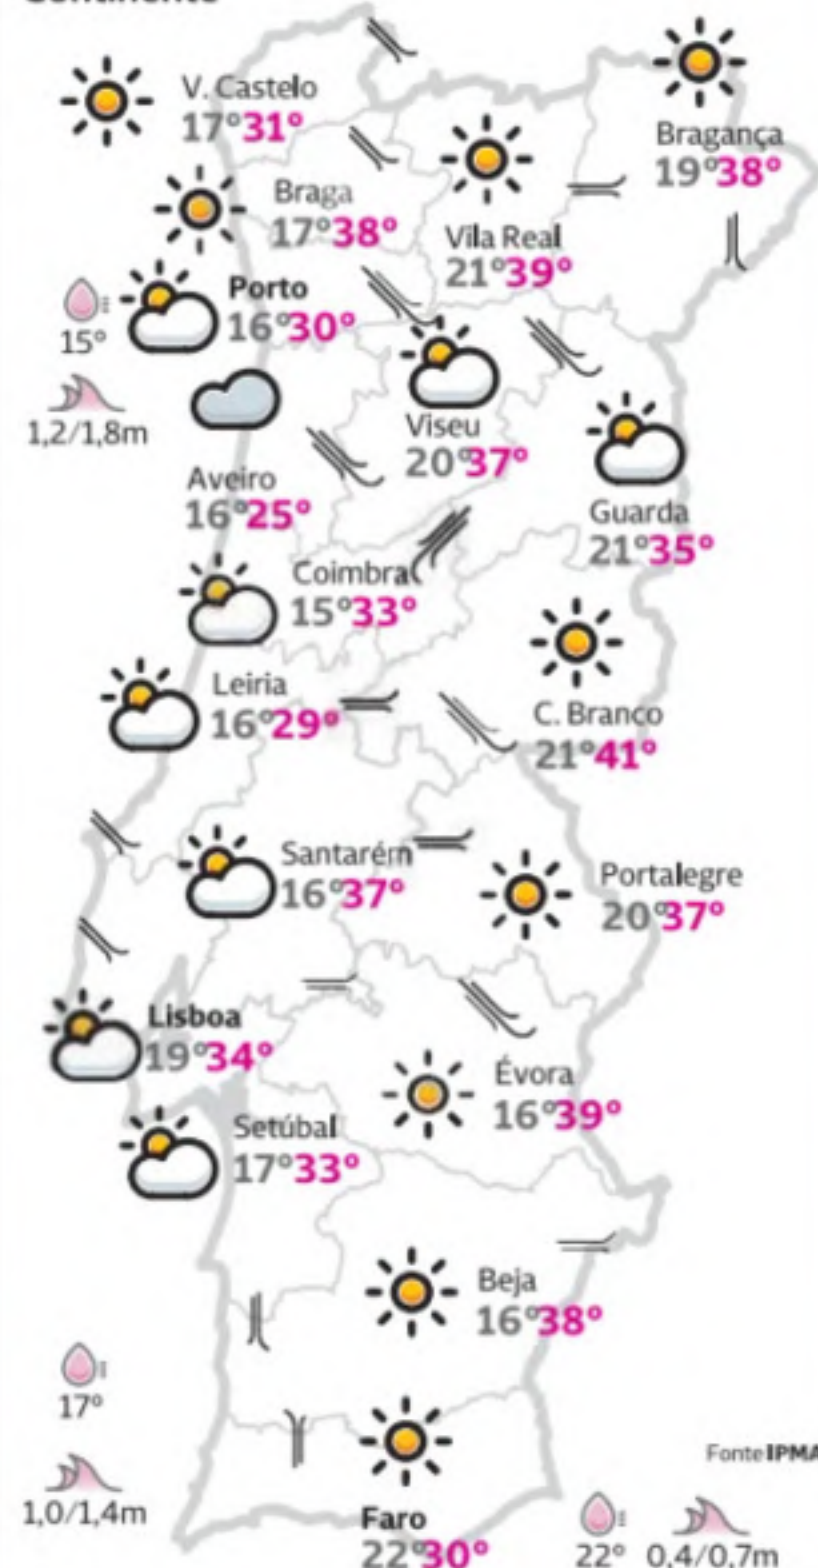 Continente
V. Castelo
17°31°
Bragança
19°38°
Braga
17°38°
Vila Real
21°39°
Porto
16°30°
15°
1,2/1,8m
Viseu
20°37°
Aveiro
16°25°
Guarda
21°35°
Coimbra
15°33°
Leiria
16°29°
C. Branco
21°41°
Santarém
16°37°
Portalegre
20°37°
Lisboa
19°34°
Évora
16°39°
Setúbal
17°33°
Beja
16°38°
17°
1,0/1,4m
Fonte IPMA
Faro
22°30°
22°
0,4/0,7m